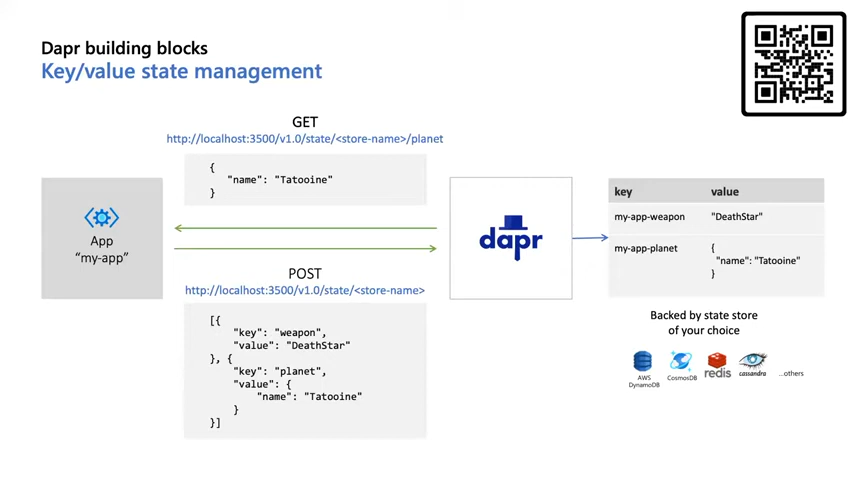 Dapr building blocks
Key/value state management
GET
http://localhost:3500/v1.0/state/<store-name>/planet
{
"name": "Tatooine"
}
App
"my-app"
dapr
POST
http://localhost:3500/v1.0/state/<store-name>
[{
"key": "weapon",
"value": "DeathStar"
}, {
"key": "planet",
"value": {
"name": "Tatooine"
}
}]
key value
my-app-weapon "DeathStar"
my-app-planet {
"name": "Tatooine"
}
Backed by state store
of your choice
AWS
DynamoDB
CosmosDB
redis
cassandra
...others